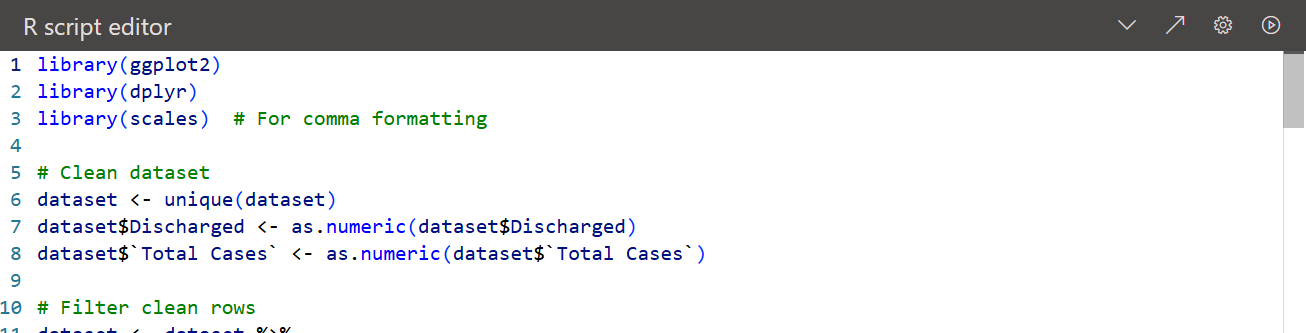 R script editor
1 library(ggplot2)
2 library(dplyr)
3 library(scales)  # For comma formatting
4
5 # Clean dataset
6 dataset <- unique(dataset)
7 dataset$Discharged <- as.numeric(dataset$Discharged)
8 dataset$`Total Cases` <- as.numeric(dataset$`Total Cases`)
9
10 # Filter clean rows
11 dataset <- dataset %>%